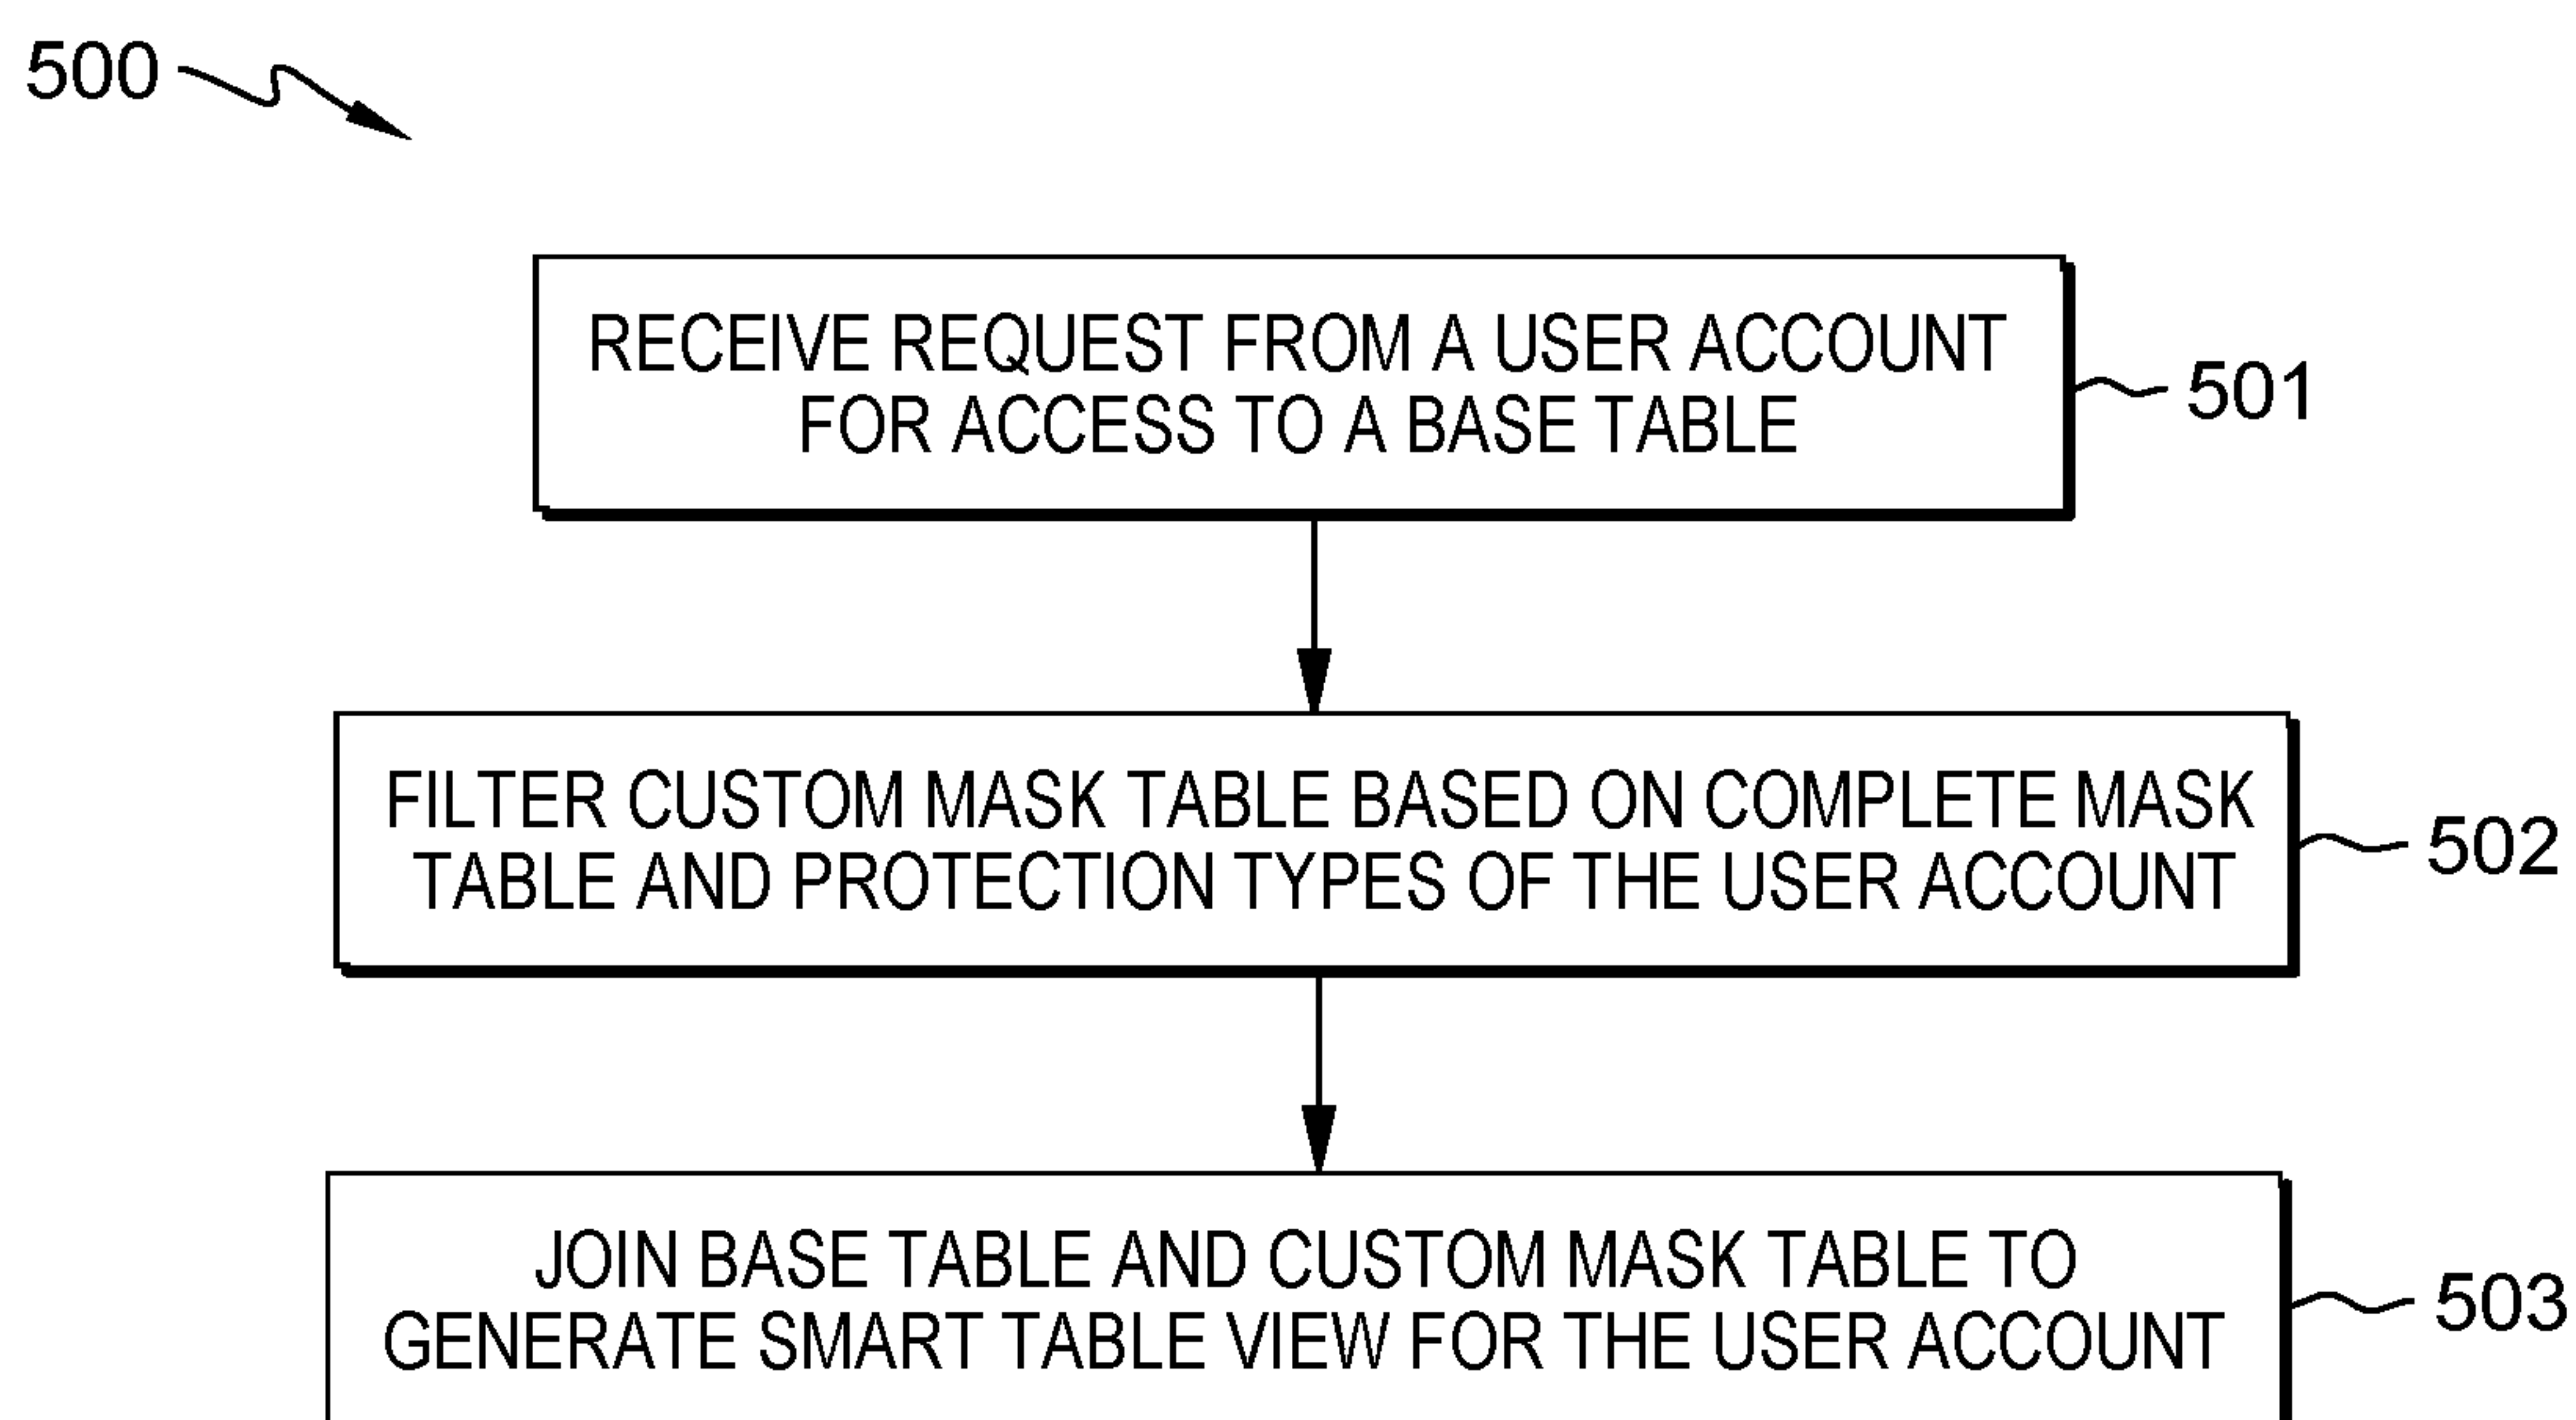 500
RECEIVE REQUEST FROM A USER ACCOUNT
FOR ACCESS TO A BASE TABLE
501
FILTER CUSTOM MASK TABLE BASED ON COMPLETE MASK
TABLE AND PROTECTION TYPES OF THE USER ACCOUNT
502
JOIN BASE TABLE AND CUSTOM MASK TABLE TO
GENERATE SMART TABLE VIEW FOR THE USER ACCOUNT
503